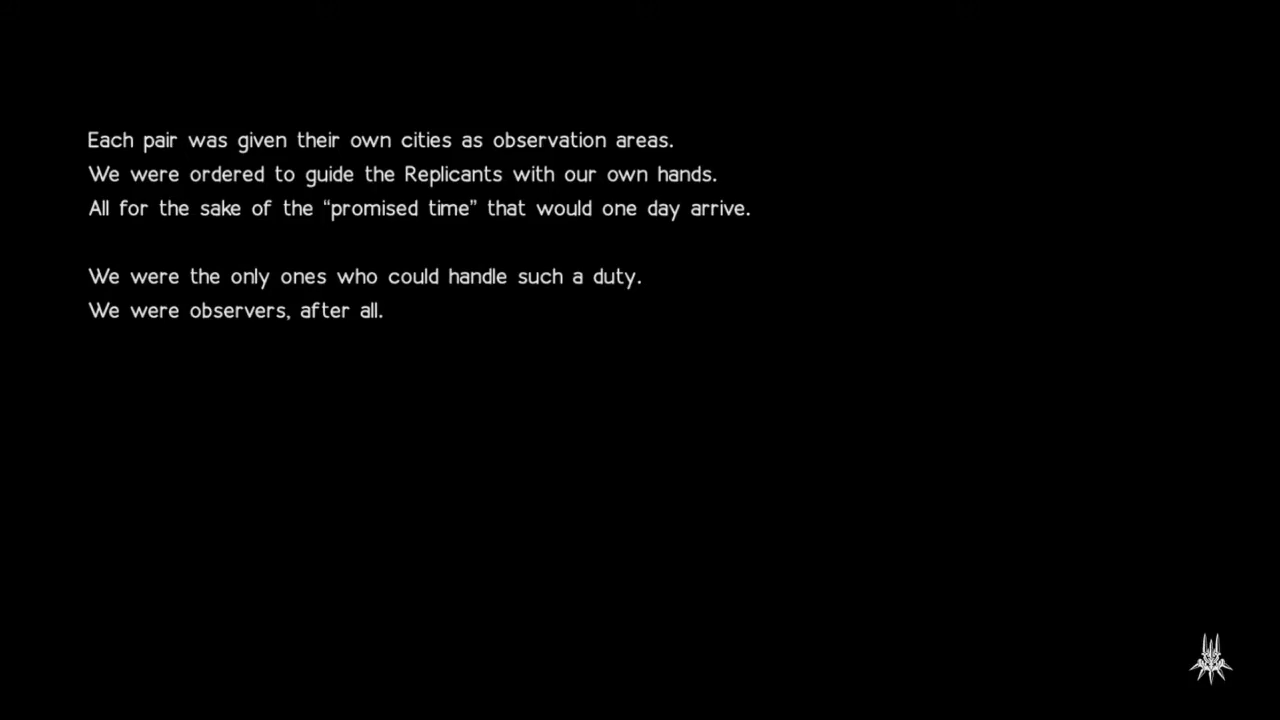 Each pair was given their own cities as observation areas.
We were ordered to guide the Replicants with our own hands.
All for the sake of the “promised time” that would one day arrive.
We were the only ones who could handle such a duty.
We were observers, after all.